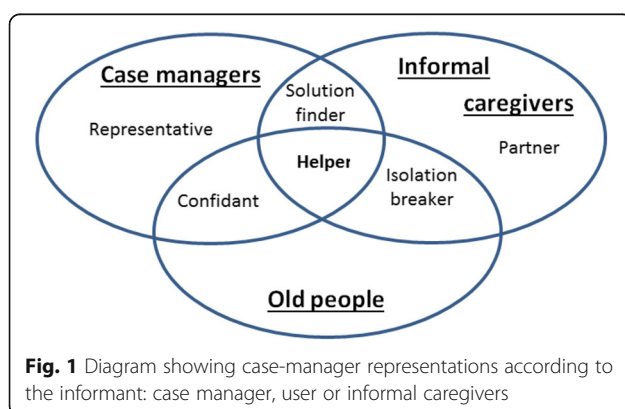 Case managers
Informal
caregivers
Solution
finder
Representative
Partner
Helper
Isolation
breaker
Confidant
Old people
Fig. 1 Diagram showing case-manager representations according to
the informant: case manager, user or informal caregivers